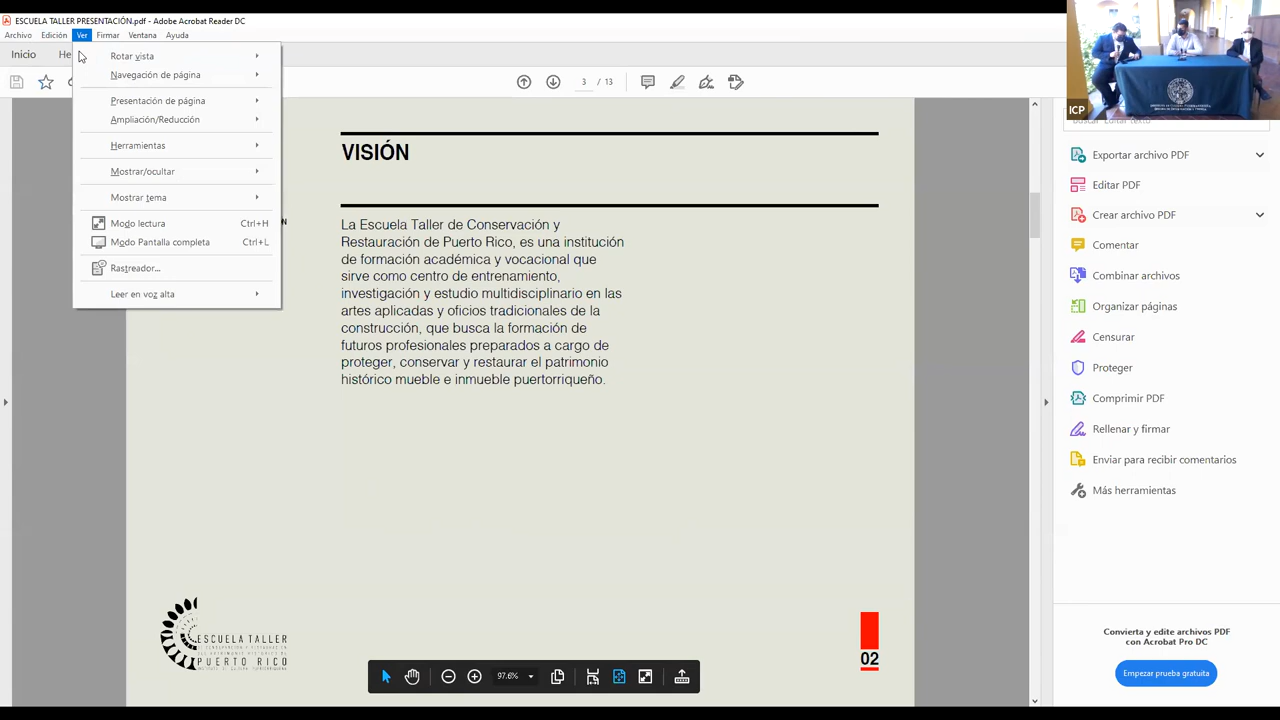 ESCUELA TALLER PRESENTACIÓN.pdf - Adobe Acrobat Reader DC
Archivo Edición Ver Firmar Ventana Ayuda
Inicio He
3 / 13
Rotar vista
Navegación de página
Presentación de página
Ampliación/Reducción
Herramientas
Mostrar/ocultar
Mostrar tema
Modo lectura Ctrl+H
Modo Pantalla completa Ctrl+L
Rastreador...
Leer en voz alta
VISIÓN
La Escuela Taller de Conservación y
Restauración de Puerto Rico, es una institución
de formación académica y vocacional que
sirve como centro de entrenamiento,
investigación y estudio multidisciplinario en las
artes aplicadas y oficios tradicionales de la
construcción, que busca la formación de
futuros profesionales preparados a cargo de
proteger, conservar y restaurar el patrimonio
histórico mueble e inmueble puertorriqueño.
ESCUELA TALLER
PUERTO RICO
02
97.6%
ICP
Buscar "Editar texto"
Exportar archivo PDF
Editar PDF
Crear archivo PDF
Comentar
Combinar archivos
Organizar páginas
Censurar
Proteger
Comprimir PDF
Rellenar y firmar
Enviar para recibir comentarios
Más herramientas
Convierta y edite archivos PDF
con Acrobat Pro DC
Empezar prueba gratuita